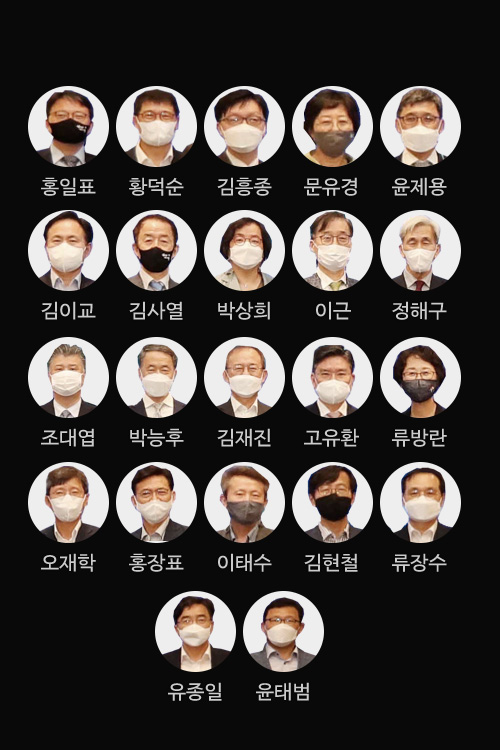 홍일표 황덕순 김흥종 문유경 윤제용
김이교 김사열 박상희 이근 정해구
조대엽 박능후 김재진 고유환 류방란
오재학 홍장표 이태수 김현철 류장수
유종일 윤태범